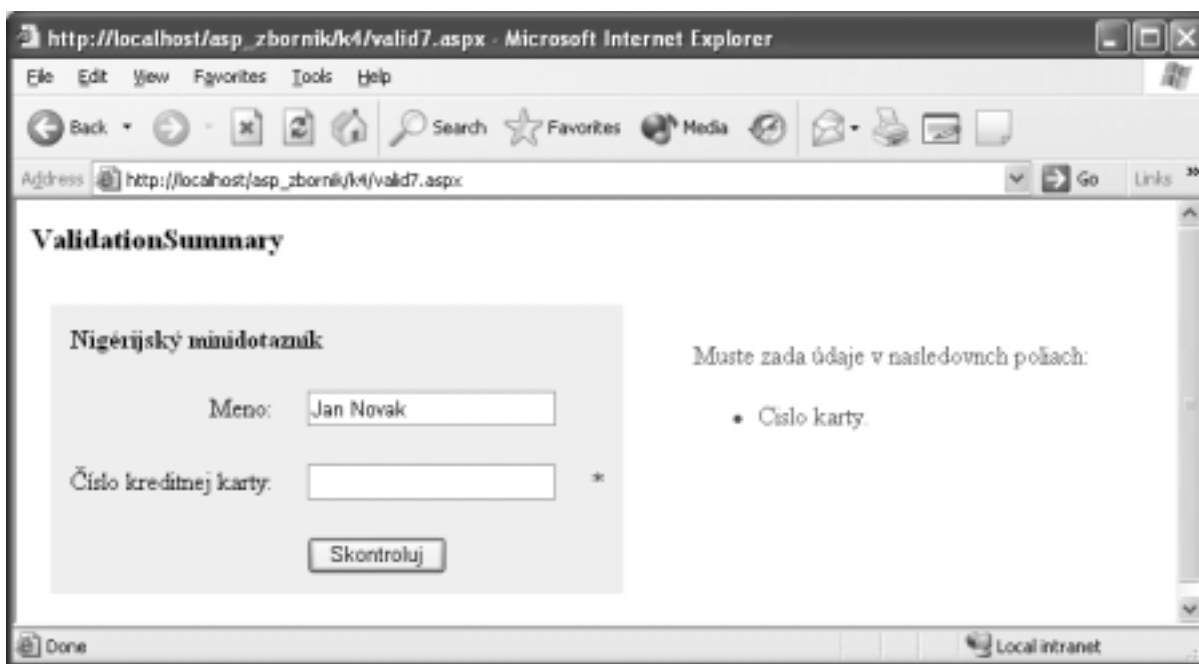 http://localhost/asp_zbornik/k4/valid7.aspx - Microsoft Internet Explorer
File Edit View Favorites Tools Help
Back Search Favorites Media
Address http://localhost/asp_zbornik/k4/valid7.aspx Go Links »
ValidationSummary
Nigérijský minidotazník
Muste zada údaje v nasledovnch poliach:
Meno: Jan Novak
• Cislo karty.
Číslo kreditnej karty: *
Skontroluj
Done Local intranet